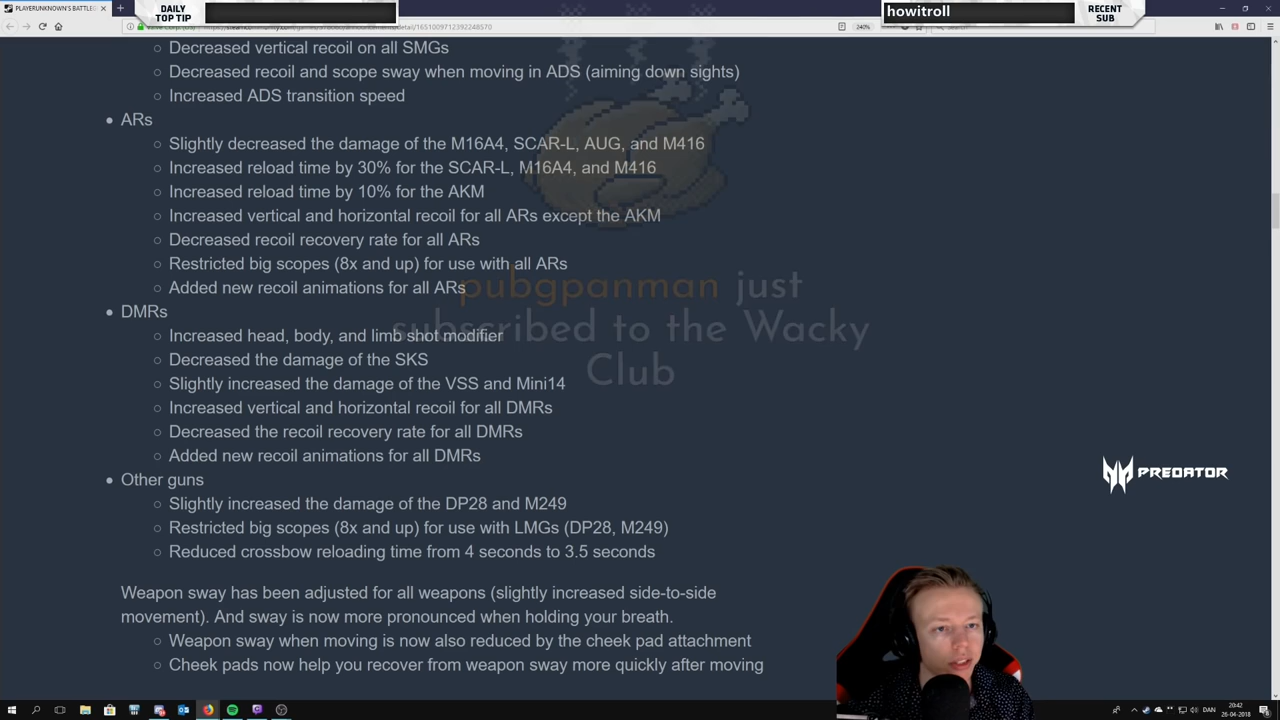 PLAYERUNKNOWN'S BATTLEG
DAILY
TOP TIP
howitroll
RECENT
SUB
240%
Decreased vertical recoil on all SMGs
Decreased recoil and scope sway when moving in ADS (aiming down sights)
Increased ADS transition speed
ARs
Slightly decreased the damage of the M16A4, SCAR-L, AUG, and M416
Increased reload time by 30% for the SCAR-L, M16A4, and M416
Increased reload time by 10% for the AKM
Increased vertical and horizontal recoil for all ARs except the AKM
Decreased recoil recovery rate for all ARs
Restricted big scopes (8x and up) for use with all ARs
Added new recoil animations for all ARs
pubgpanman just
subscribed to the Wacky
Club
DMRs
Increased head, body, and limb shot modifier
Decreased the damage of the SKS
Slightly increased the damage of the VSS and Mini14
Increased vertical and horizontal recoil for all DMRs
Decreased the recoil recovery rate for all DMRs
Added new recoil animations for all DMRs
PREDATOR
Other guns
Slightly increased the damage of the DP28 and M249
Restricted big scopes (8x and up) for use with LMGs (DP28, M249)
Reduced crossbow reloading time from 4 seconds to 3.5 seconds
Weapon sway has been adjusted for all weapons (slightly increased side-to-side
movement). And sway is now more pronounced when holding your breath.
Weapon sway when moving is now also reduced by the cheek pad attachment
Cheek pads now help you recover from weapon sway more quickly after moving
DAN
20:42
26-04-2018